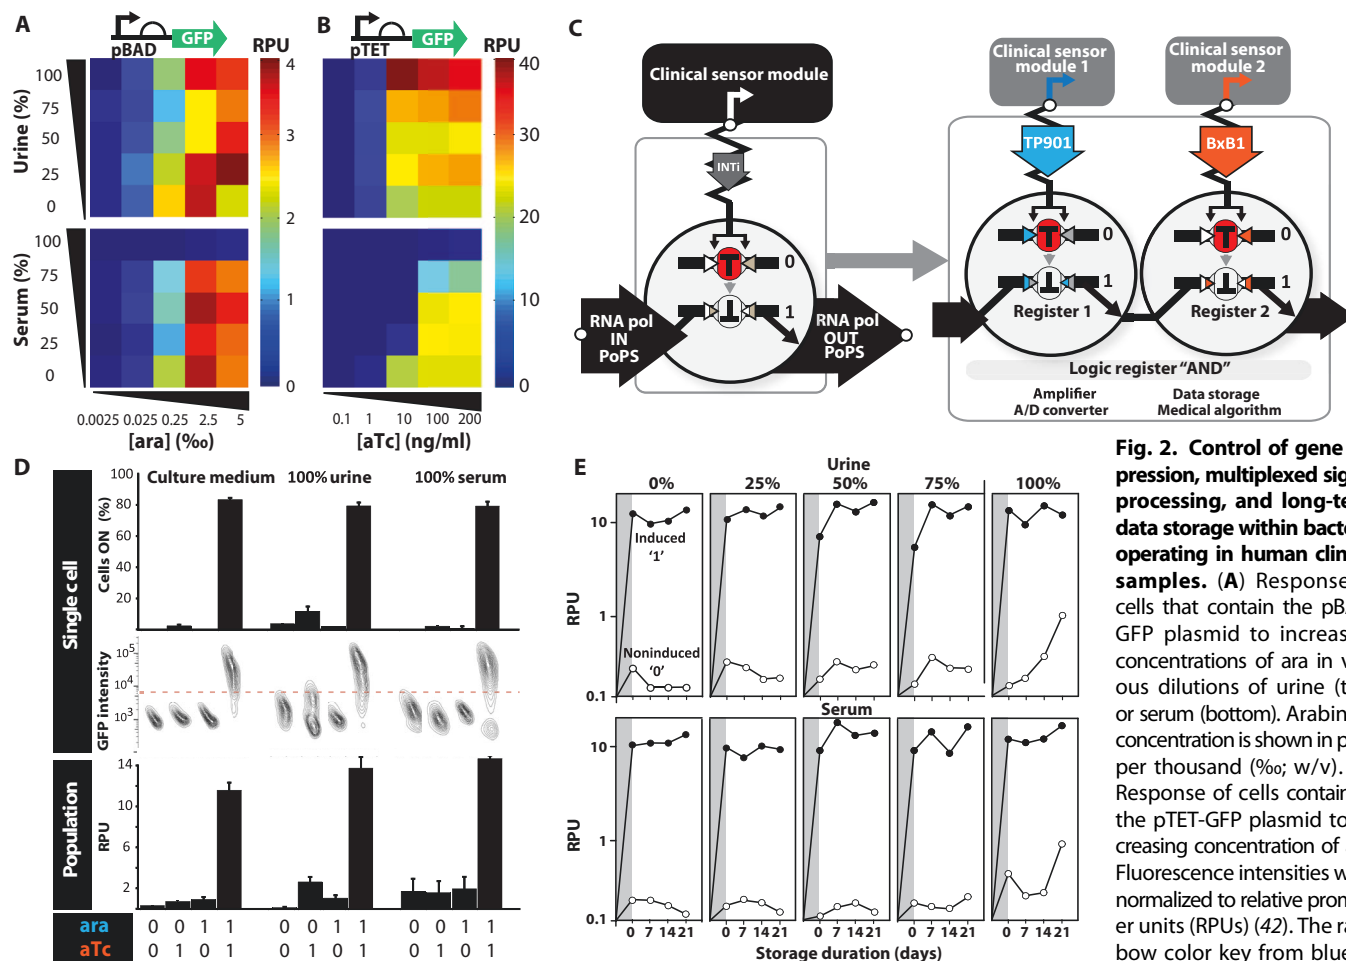 A
pBAD
GFP
RPU
Urine (%)
100
75
50
25
0
4
3
2
1
0
Serum (%)
100
75
50
25
0
0.0025 0.025 0.25 2.5 5
[ara] (‰)
B
pTET
GFP
RPU
40
30
20
10
0
0.1 1 10 100 200
[aTc] (ng/ml)
C
Clinical sensor module
INTi
0
1
RNA pol
IN
PoPS
RNA pol
OUT
PoPS
Clinical sensor
module 1
Clinical sensor
module 2
TP901
BxB1
0
1
Register 1
0
1
Register 2
Logic register “AND”
Amplifier
A/D converter
Data storage
Medical algorithm
D
Single cell
Population
Culture medium 100% urine 100% serum
Cells ON (%)
100
80
60
40
20
GFP intensity
10⁵
10⁴
10³
RPU
14
10
6
2
ara 0 0 1 1 0 0 1 1 0 0 1 1
aTc 0 1 0 1 0 1 0 1 0 1 0 1
E
Urine
0% 25% 50% 75% 100%
RPU
10
1
0.1
Induced
‘1’
Noninduced
‘0’
Serum
RPU
10
1
0.1
0 7 14 21 0 7 14 21 0 7 14 21 0 7 14 21 0 7 14 21
Storage duration (days)
Fig. 2. Control of gene
pression, multiplexed sig
processing, and long-te
data storage within bacte
operating in human clin
samples. (A) Response
cells that contain the pBA
GFP plasmid to increas
concentrations of ara in v
ous dilutions of urine (t
or serum (bottom). Arabin
concentration is shown in p
per thousand (‰; w/v).
Response of cells contain
the pTET-GFP plasmid to
creasing concentration of
Fluorescence intensities w
normalized to relative prom
er units (RPUs) (42). The ra
bow color key from blue